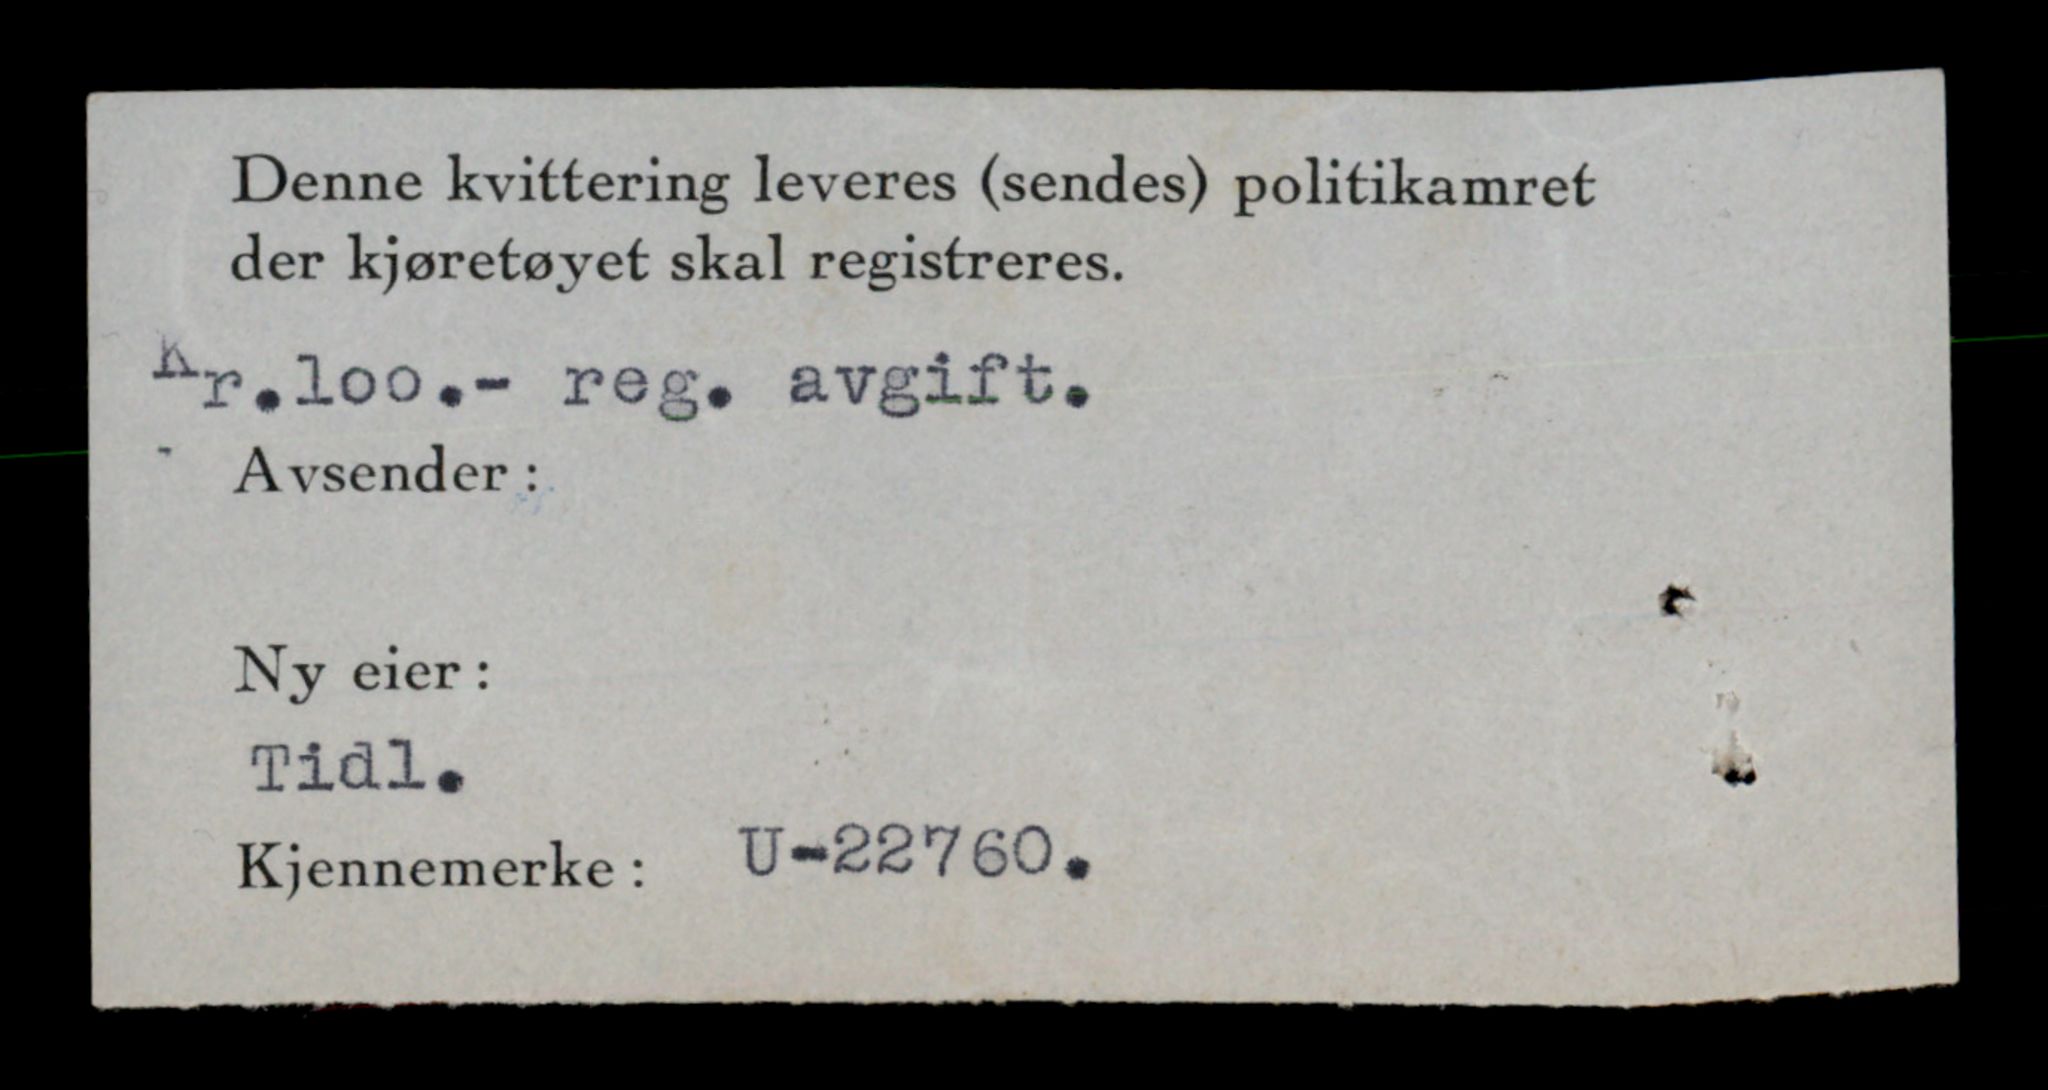 Denne kvittering leveres (sendes) politikamret
der kjøretøyet skal registreres.
Kr.loo.- reg. avgift.
Avsender:
Ny eier:
Tidl.
Kjennemerke: U-22760.